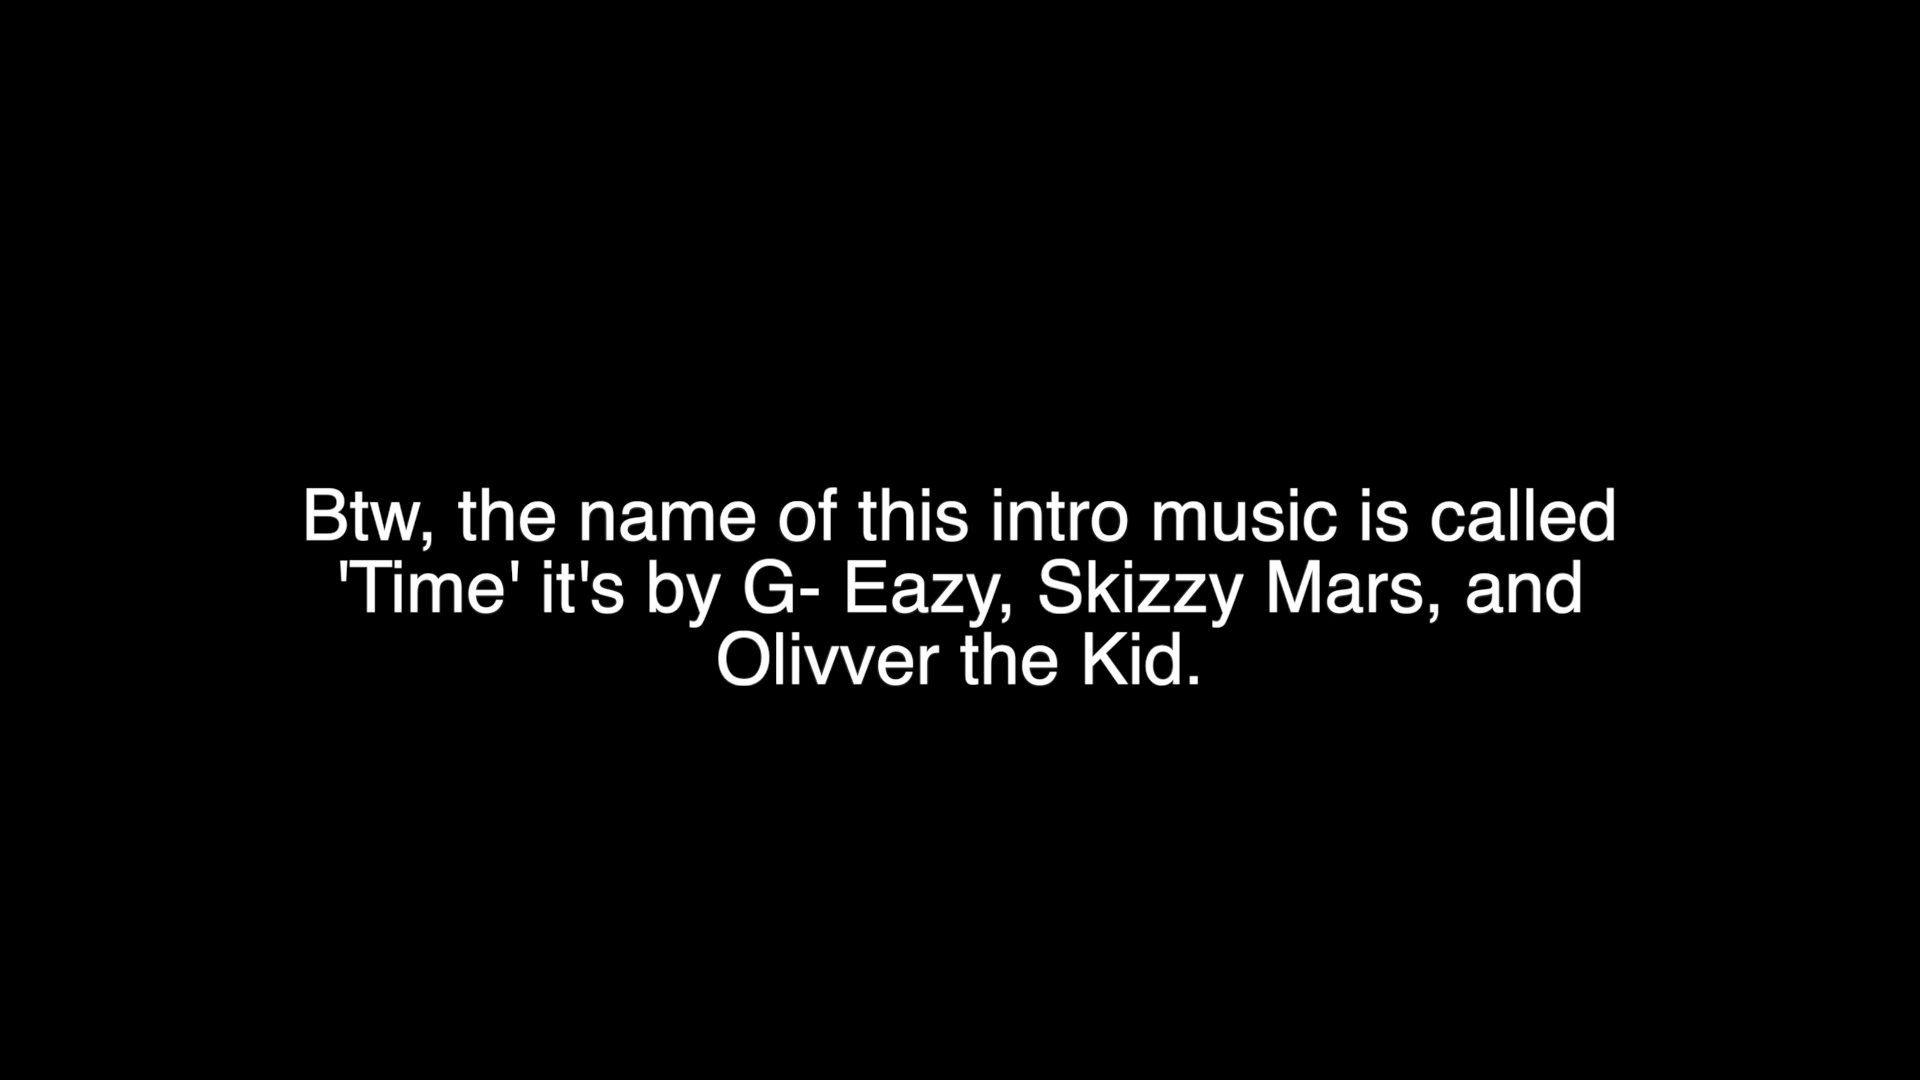 Btw, the name of this intro music is called
'Time' it's by G- Eazy, Skizzy Mars, and
Olivver the Kid.